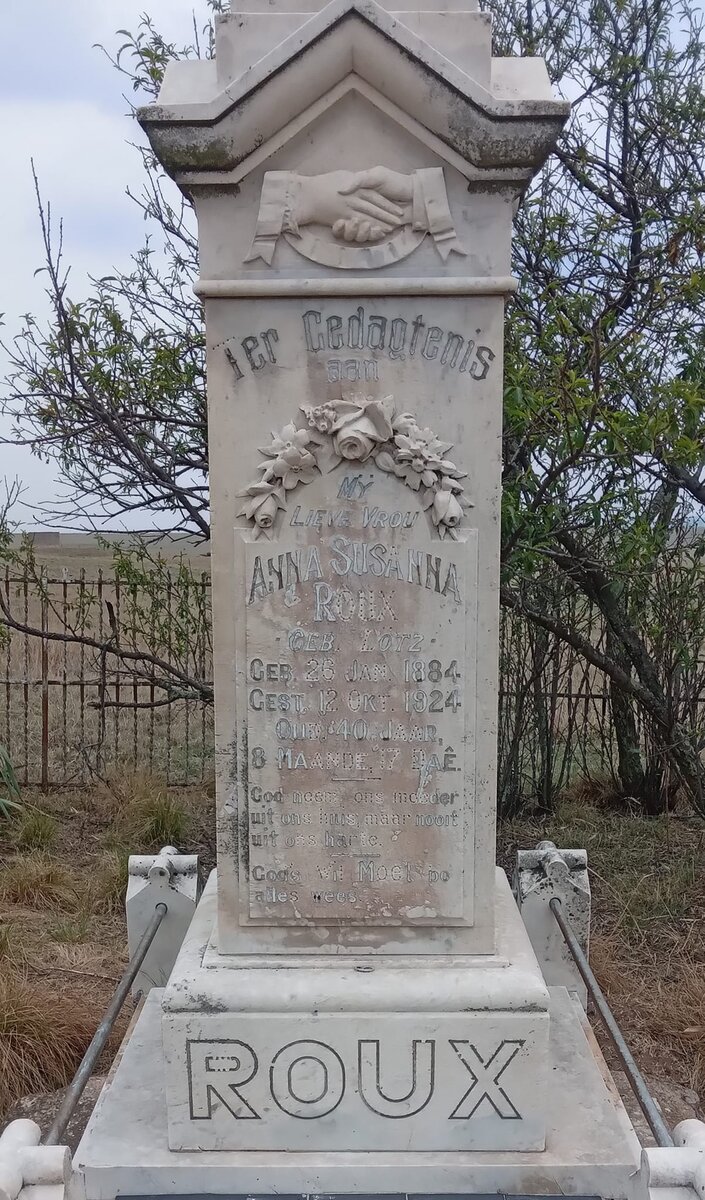 Ter Gedagtenis
aan
MY
LIEVE VROU
ANNA SUSANNA
ROUX
GEB. LOTZ
GEB. 26 JAN. 1884
GEST. 12 OKT. 1924
OUD 40 JAAR,
8 MAANDE, 17 DAÊ.
God neem ons moeder
uit ons huis, maar nooit
uit ons harte.
Gods wil Moet bo
alles wees.
ROUX